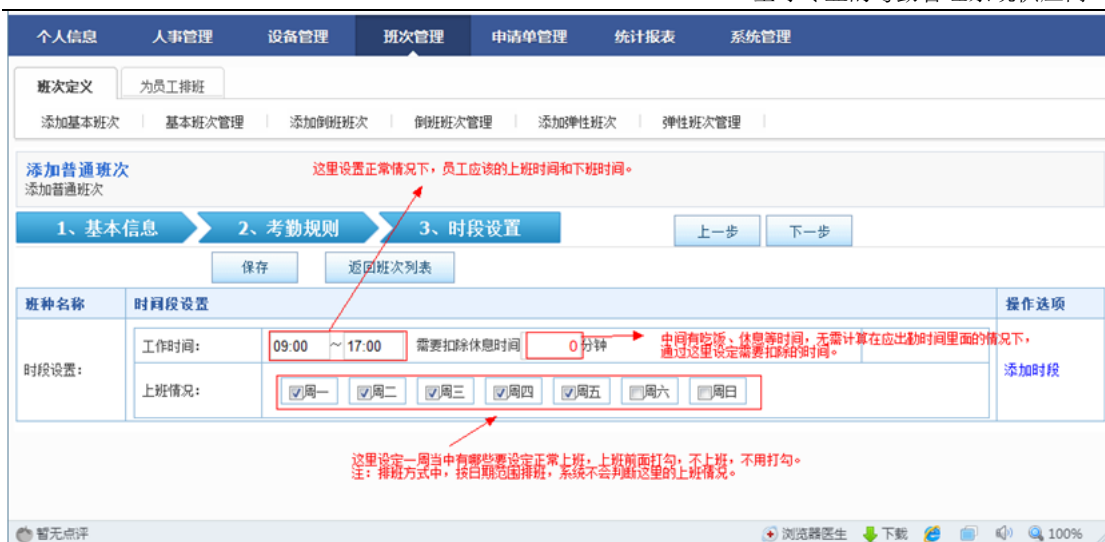 个人信息 人事管理 设备管理 班次管理 申请单管理 统计报表 系统管理
班次定义 为员工排班
添加基本班次 基本班次管理 添加倒班班次 倒班班次管理 添加弹性班次 弹性班次管理
添加普通班次
添加普通班次
这里设置正常情况下，员工应该的上班时间和下班时间。
1、基本信息 2、考勤规则 3、时段设置 上一步 下一步
保存 返回班次列表
班种名称 时间段设置 操作选项
时段设置：
工作时间： 09:00 ~ 17:00 需要扣除休息时间 0 分钟
中间有吃饭、休息等时间，无需计算在应出勤时间里面的情况下，
通过这里设定需要扣除的时间。
上班情况： 周一 周二 周三 周四 周五 周六 周日
添加时段
这里设定一周当中有哪些要设定正常上班，上班前面打勾，不上班，不用打勾。
注：排班方式中，按日期范围排班，系统不会判断这里的上班情况。
暂无点评 浏览器医生 下载 100%